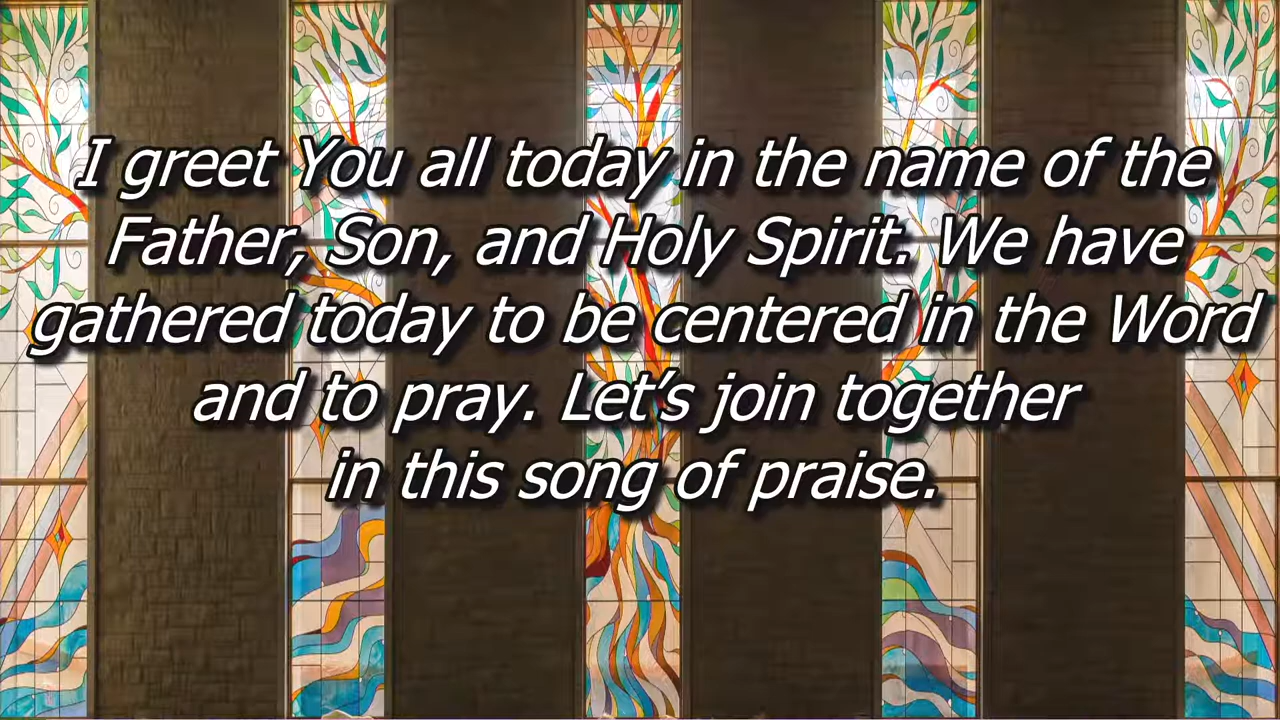 I greet You all today in the name of the
Father, Son, and Holy Spirit. We have
gathered today to be centered in the Word
and to pray. Let’s join together
in this song of praise.